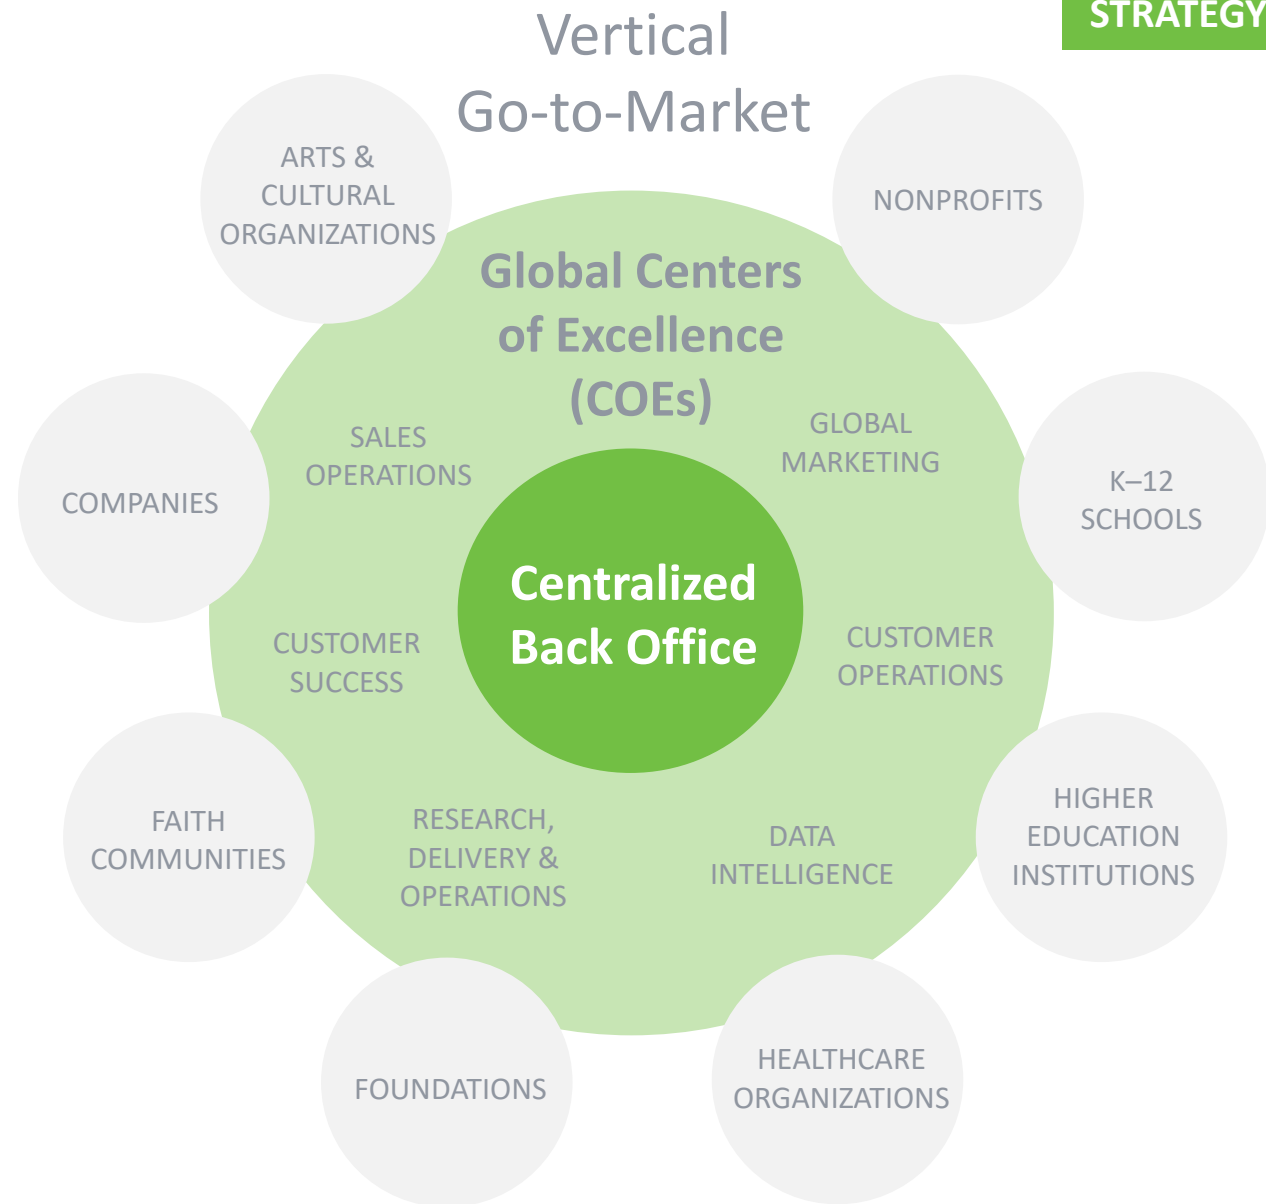 STRATEGY
Vertical
Go-to-Market
ARTS &
CULTURAL
ORGANIZATIONS
NONPROFITS
Global Centers
of Excellence
(COEs)
SALES
OPERATIONS
GLOBAL
MARKETING
COMPANIES
K–12
SCHOOLS
Centralized
Back Office
CUSTOMER
SUCCESS
CUSTOMER
OPERATIONS
FAITH
COMMUNITIES
RESEARCH,
DELIVERY &
OPERATIONS
DATA
INTELLIGENCE
HIGHER
EDUCATION
INSTITUTIONS
FOUNDATIONS
HEALTHCARE
ORGANIZATIONS